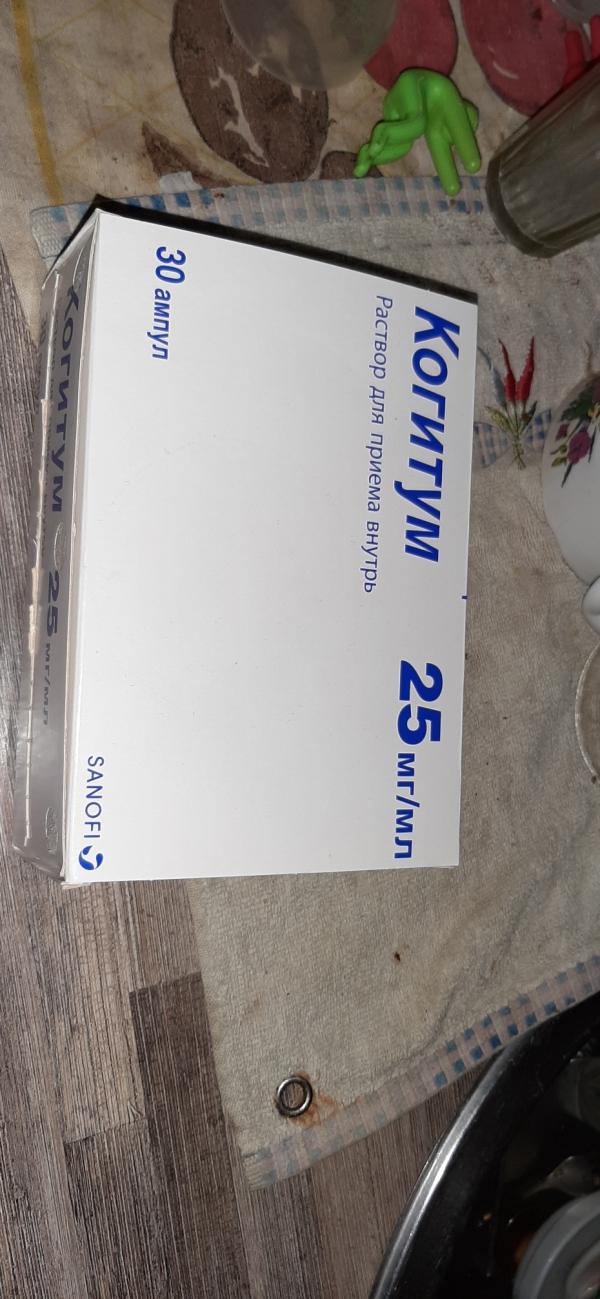 Когитум 25 мг/мл
Раствор для приема внутрь
30 ампул
SANOFI
Когитум 25 мг/мл